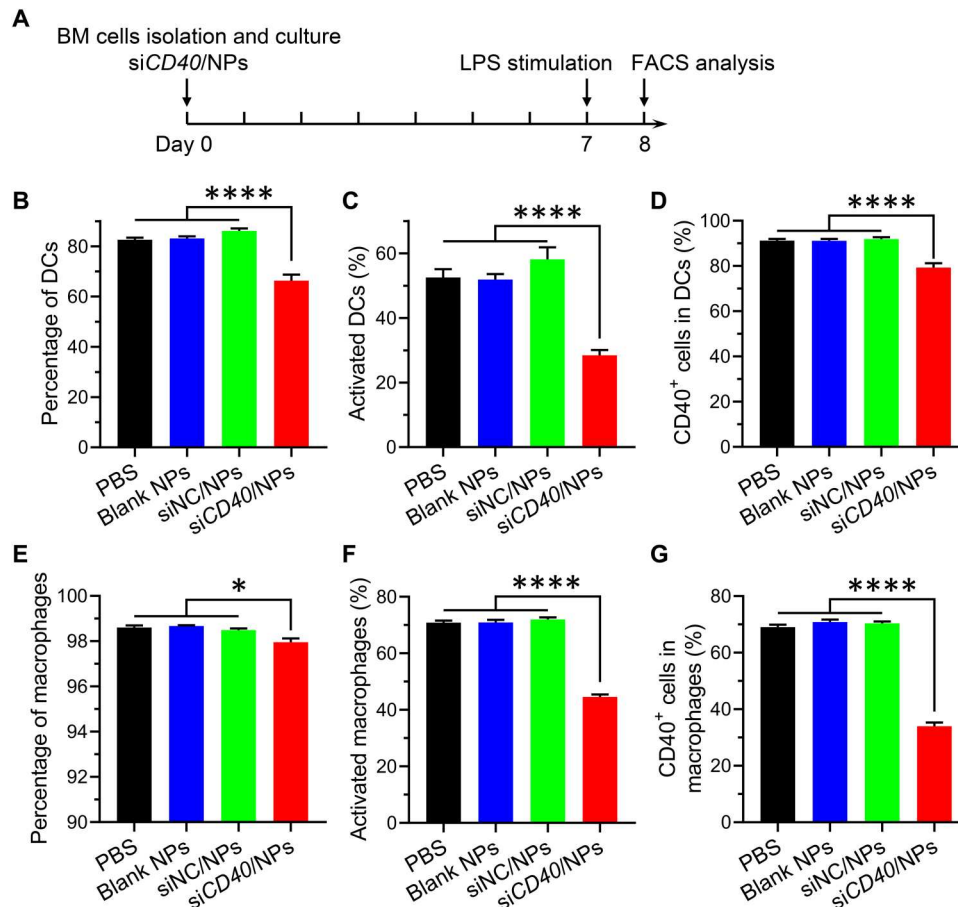 A
BM cells isolation and culture
siCD40/NPs
LPS stimulation
FACS analysis
Day 0
7
8
B
Percentage of DCs
80
60
40
20
0
****
PBS
Blank NPs
siNC/NPs
siCD40/NPs
C
Activated DCs (%)
60
40
20
0
****
PBS
Blank NPs
siNC/NPs
siCD40/NPs
D
CD40⁺ cells in DCs (%)
100
80
60
40
20
0
****
PBS
Blank NPs
siNC/NPs
siCD40/NPs
E
Percentage of macrophages
100
98
96
94
92
90
*
PBS
Blank NPs
siNC/NPs
siCD40/NPs
F
Activated macrophages (%)
80
60
40
20
0
****
PBS
Blank NPs
siNC/NPs
siCD40/NPs
G
CD40⁺ cells in
macrophages (%)
80
60
40
20
0
****
PBS
Blank NPs
siNC/NPs
siCD40/NPs